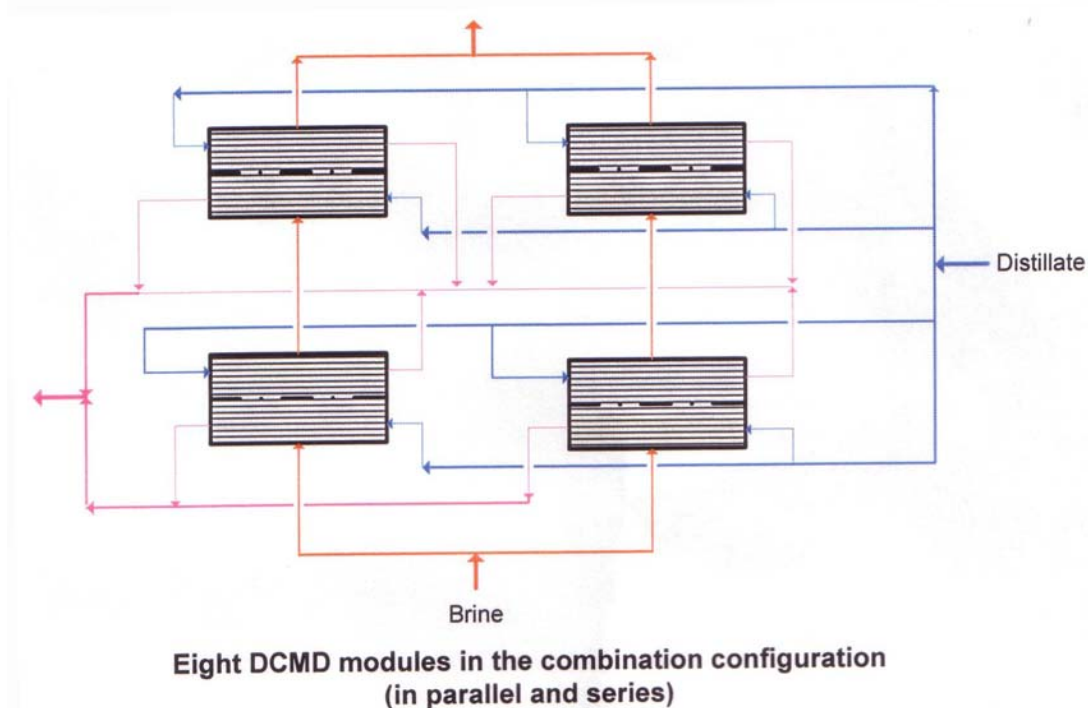 Distillate
Brine
Eight DCMD modules in the combination configuration
(in parallel and series)